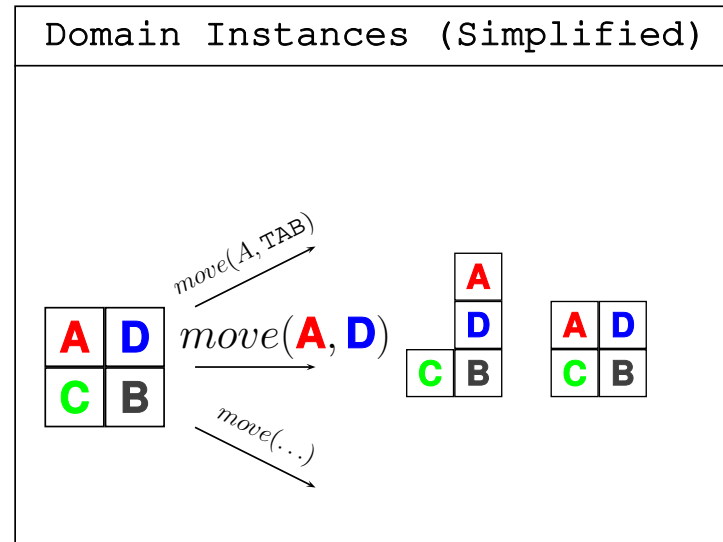 Domain Instances (Simplified)
move(A, TAB)
move(A, D)
move(...)
A D
C B
A
D
C B
A D
C B